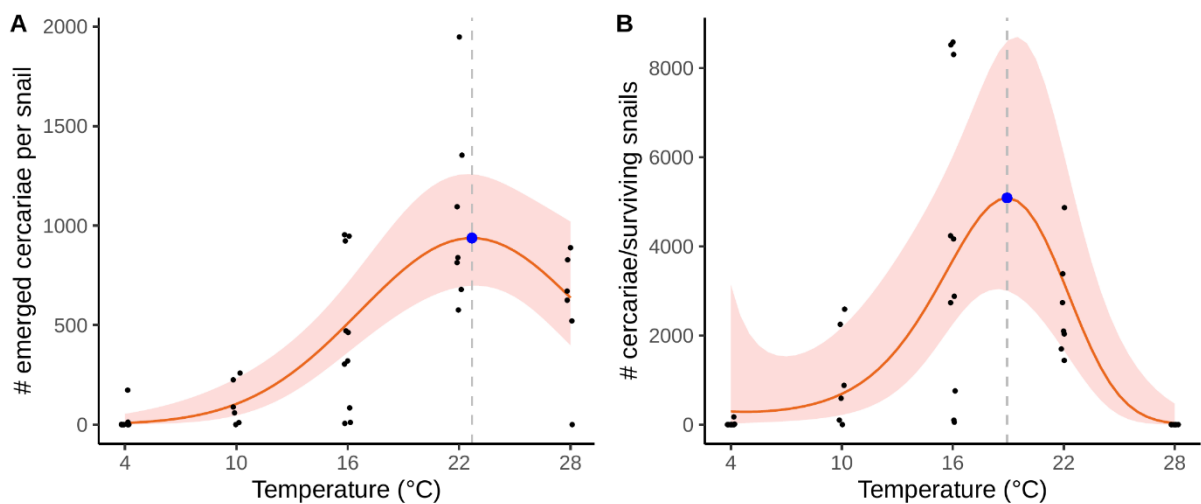 A
# emerged cercariae per snail
2000
1500
1000
500
0
4 10 16 22 28
Temperature (°C)
B
# cercariae/surviving snails
8000
6000
4000
2000
0
4 10 16 22 28
Temperature (°C)